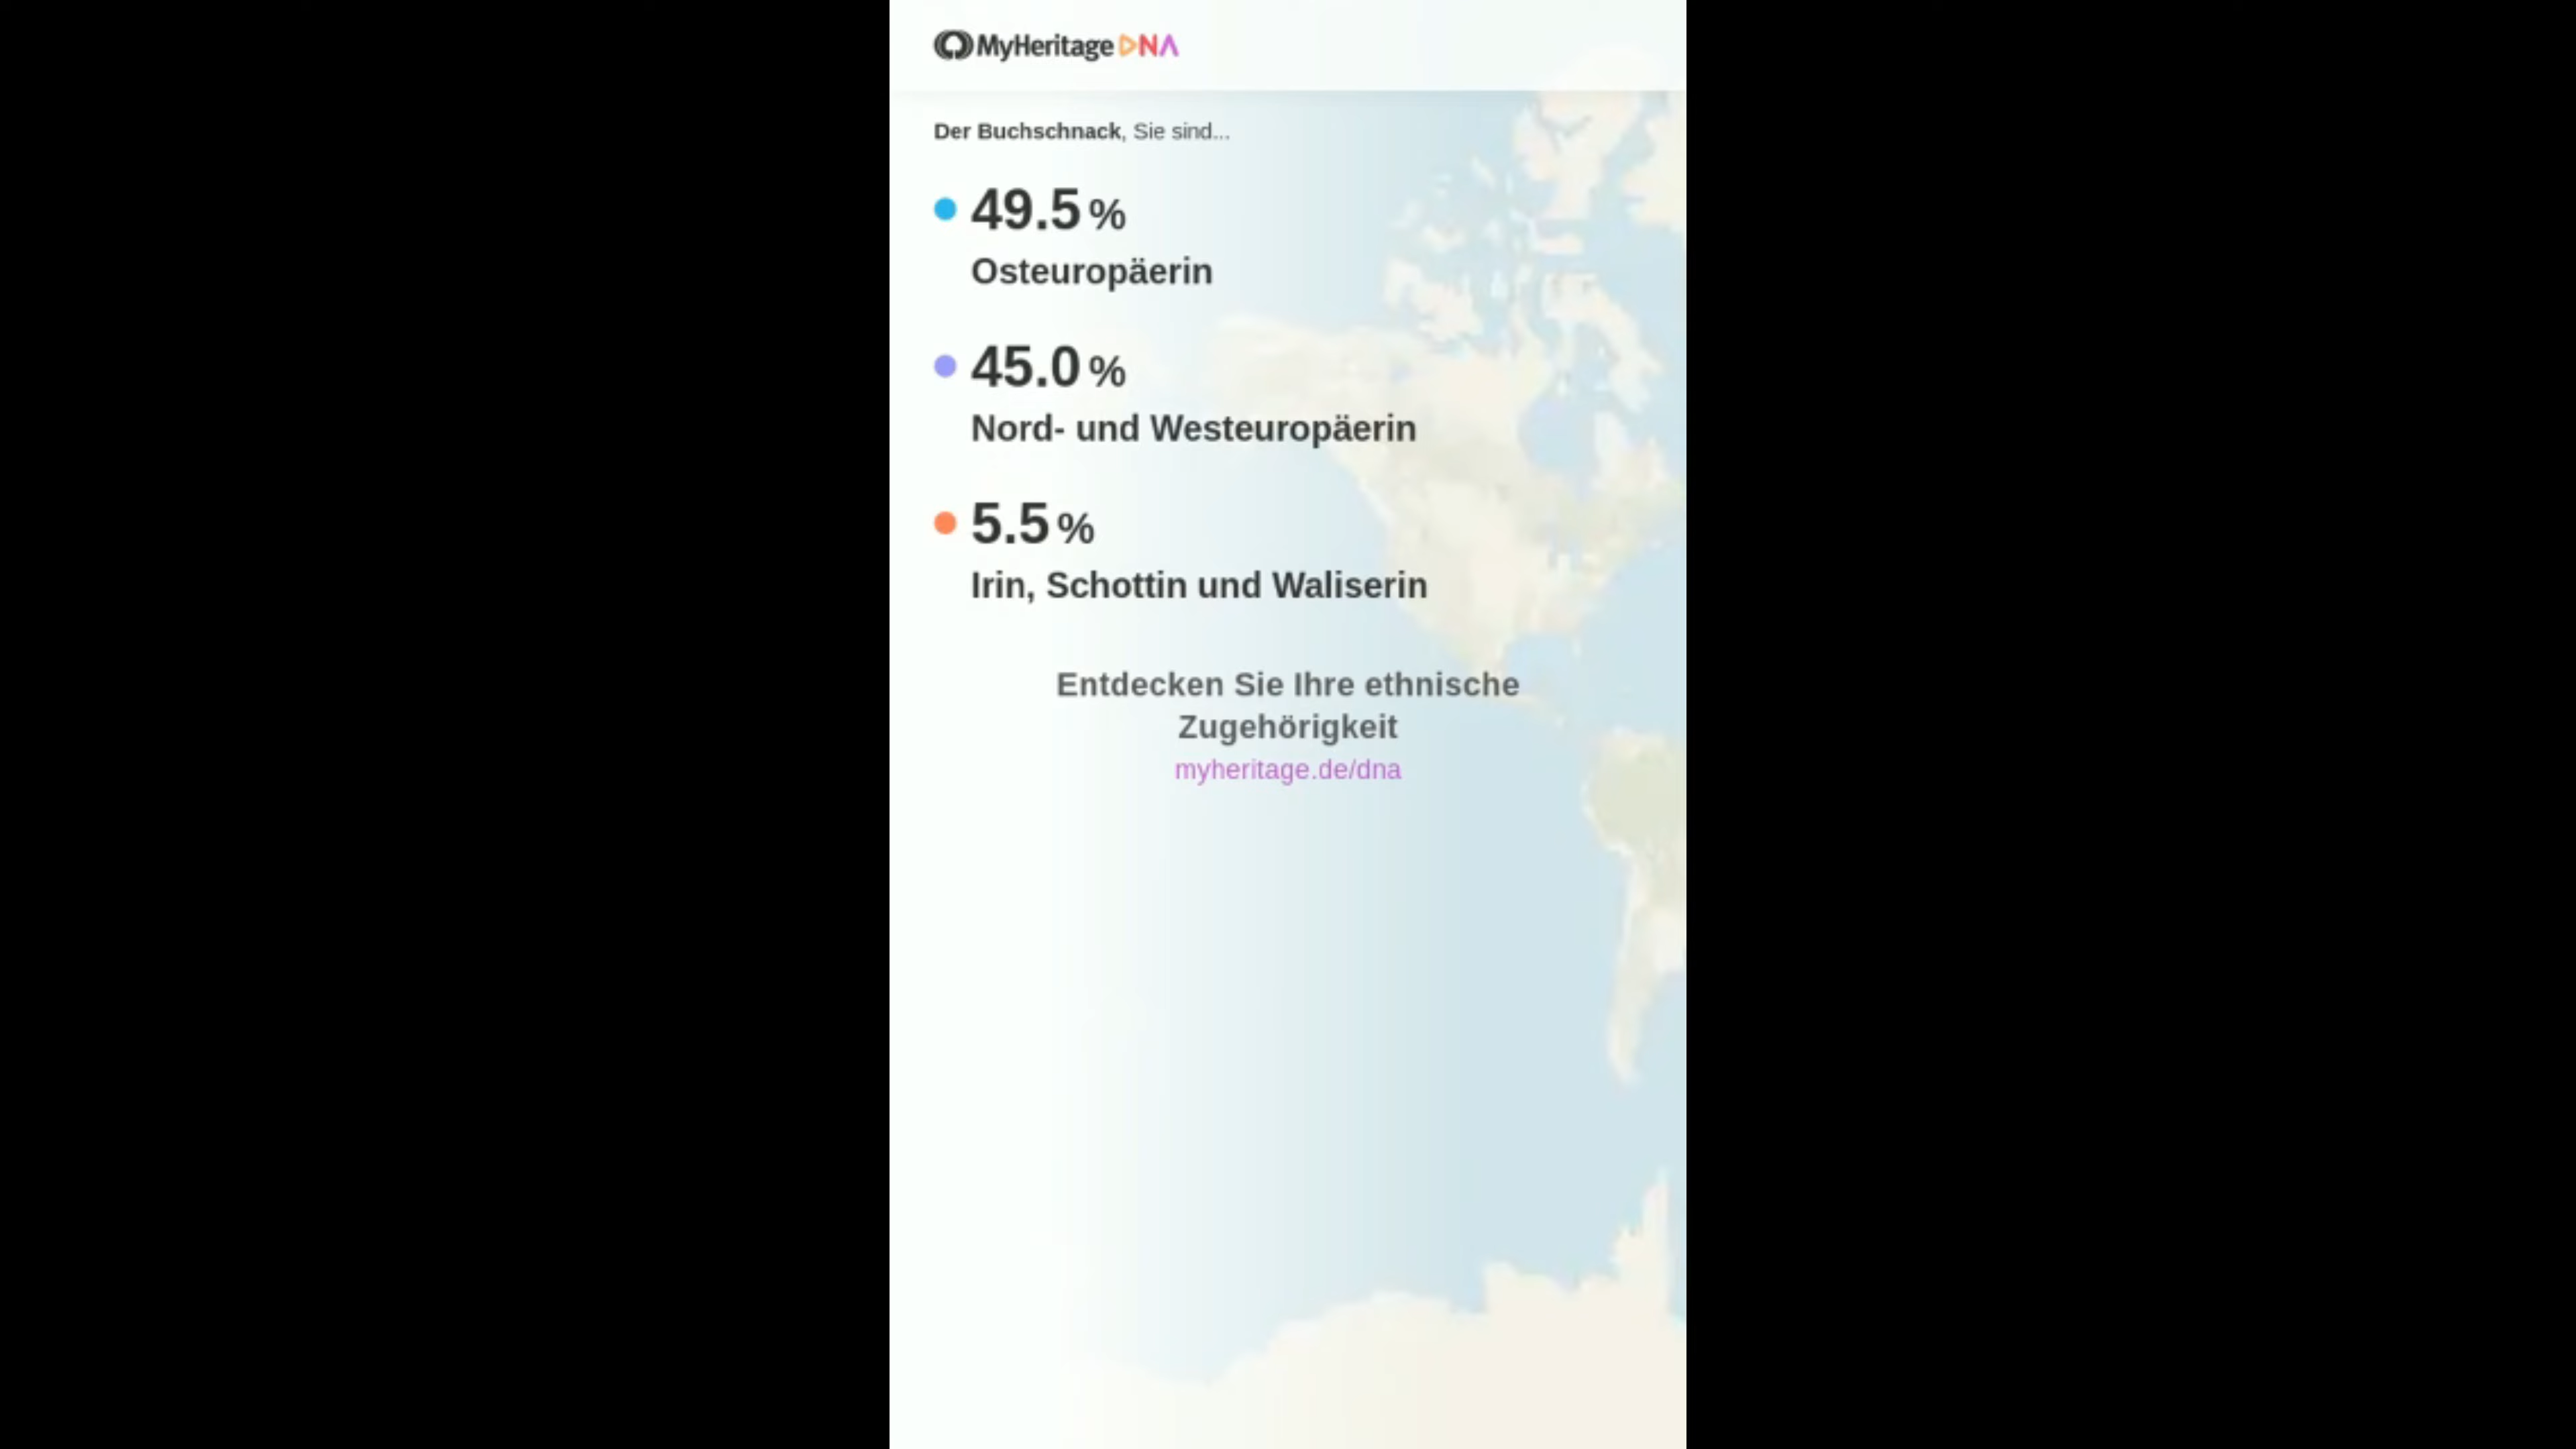 MyHeritage DNA
Der Buchschnack, Sie sind...
49.5 %
Osteuropäerin
45.0 %
Nord- und Westeuropäerin
5.5 %
Irin, Schottin und Waliserin
Entdecken Sie Ihre ethnische
Zugehörigkeit
myheritage.de/dna